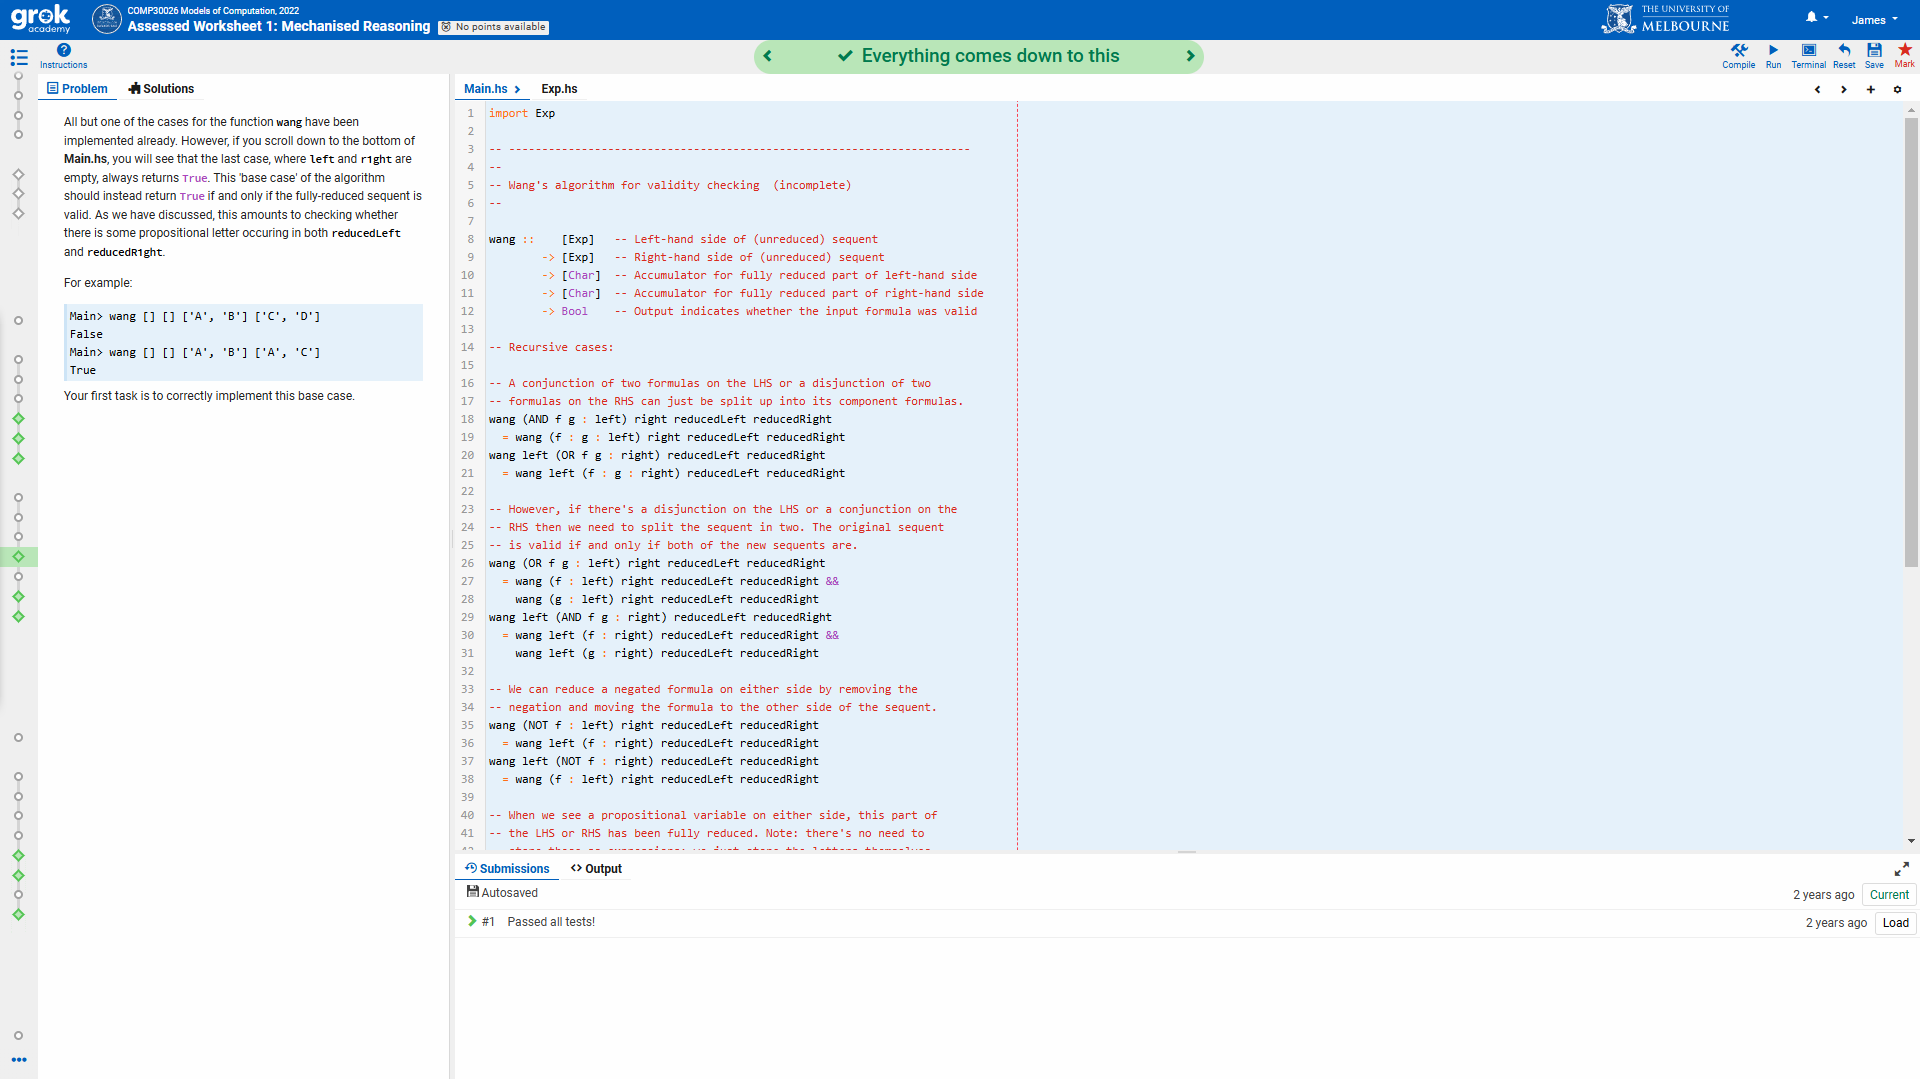 grok
academy
COMP30026 Models of Computation, 2022
Assessed Worksheet 1: Mechanised Reasoning
No points available
THE UNIVERSITY OF
MELBOURNE
James
Instructions
Everything comes down to this
Compile
Run
Terminal
Reset
Save
Mark
Problem
Solutions
All but one of the cases for the function wang have been
implemented already. However, if you scroll down to the bottom of
Main.hs, you will see that the last case, where left and right are
empty, always returns True. This 'base case' of the algorithm
should instead return True if and only if the fully-reduced sequent is
valid. As we have discussed, this amounts to checking whether
there is some propositional letter occuring in both reducedLeft
and reducedRight.
For example:
Main> wang [] [] ['A', 'B'] ['C', 'D']
False
Main> wang [] [] ['A', 'B'] ['A', 'C']
True
Your first task is to correctly implement this base case.
Main.hs
Exp.hs
1 import Exp
2
3 -- ----------------------------------------------------------------------
4 --
5 -- Wang's algorithm for validity checking  (incomplete)
6 --
7
8 wang ::    [Exp]   -- Left-hand side of (unreduced) sequent
9         -> [Exp]   -- Right-hand side of (unreduced) sequent
10         -> [Char]  -- Accumulator for fully reduced part of left-hand side
11         -> [Char]  -- Accumulator for fully reduced part of right-hand side
12         -> Bool    -- Output indicates whether the input formula was valid
13
14 -- Recursive cases:
15
16 -- A conjunction of two formulas on the LHS or a disjunction of two
17 -- formulas on the RHS can just be split up into its component formulas.
18 wang (AND f g : left) right reducedLeft reducedRight
19   = wang (f : g : left) right reducedLeft reducedRight
20 wang left (OR f g : right) reducedLeft reducedRight
21   = wang left (f : g : right) reducedLeft reducedRight
22
23 -- However, if there's a disjunction on the LHS or a conjunction on the
24 -- RHS then we need to split the sequent in two. The original sequent
25 -- is valid if and only if both of the new sequents are.
26 wang (OR f g : left) right reducedLeft reducedRight
27   = wang (f : left) right reducedLeft reducedRight &&
28     wang (g : left) right reducedLeft reducedRight
29 wang left (AND f g : right) reducedLeft reducedRight
30   = wang left (f : right) reducedLeft reducedRight &&
31     wang left (g : right) reducedLeft reducedRight
32
33 -- We can reduce a negated formula on either side by removing the
34 -- negation and moving the formula to the other side of the sequent.
35 wang (NOT f : left) right reducedLeft reducedRight
36   = wang left (f : right) reducedLeft reducedRight
37 wang left (NOT f : right) reducedLeft reducedRight
38   = wang (f : left) right reducedLeft reducedRight
39
40 -- When we see a propositional variable on either side, this part of
41 -- the LHS or RHS has been fully reduced. Note: there's no need to
Submissions
Output
Autosaved
2 years ago
Current
#1 Passed all tests!
2 years ago
Load